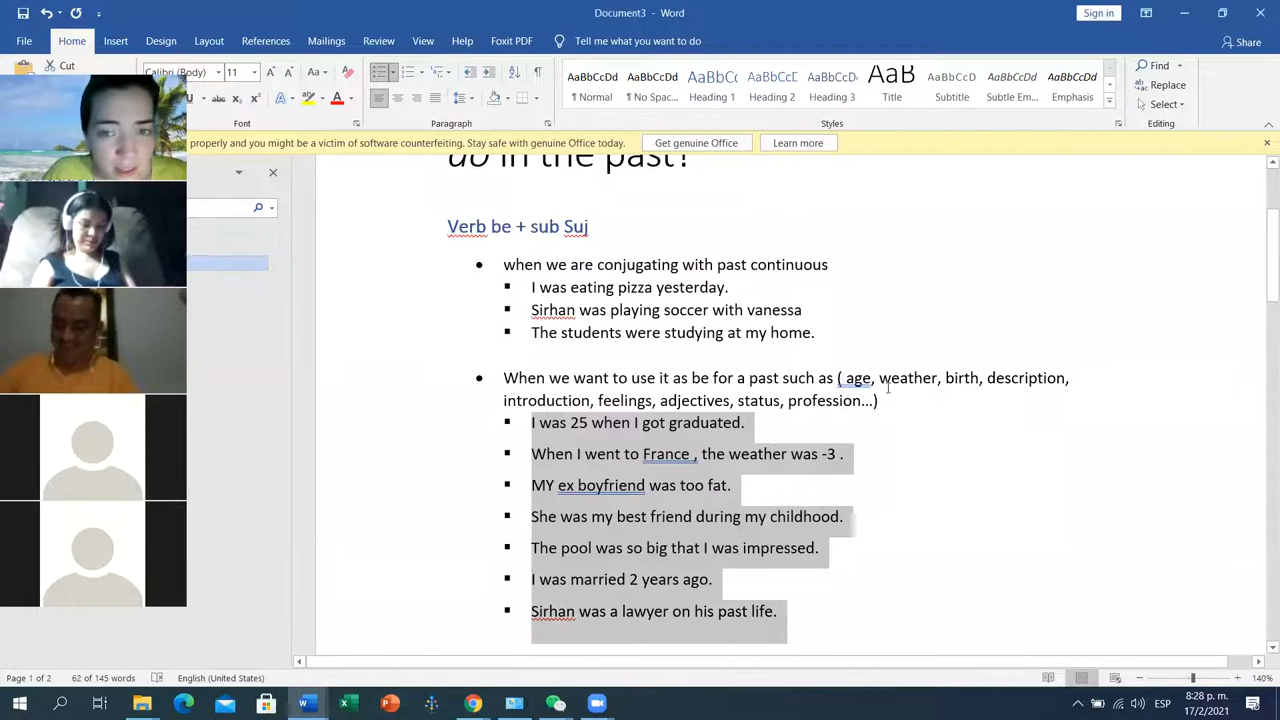 Document3 - Word
Sign in
File Home Insert Design Layout References Mailings Review View Help Foxit PDF Tell me what you want to do
Share
Cut
Calibri (Body) 11
Font
Paragraph
AaBbCcDd AaBbCcDd AaBbC( AaBbCcD AaBbCcD AaB AaBbCcD AaBbCcDd AaBbCcDd
¶ Normal ¶ No Spac... Heading 1 Heading 2 Heading 3 Title Subtitle Subtle Em... Emphasis
Styles
Find
Replace
Select
Editing
properly and you might be a victim of software counterfeiting. Stay safe with genuine Office today. Get genuine Office Learn more
do in the past?
Verb be + sub Suj
when we are conjugating with past continuous
I was eating pizza yesterday.
Sirhan was playing soccer with vanessa
The students were studying at my home.
When we want to use it as be for a past such as ( age, weather, birth, description,
introduction, feelings, adjectives, status, profession...)
I was 25 when I got graduated.
When I went to France , the weather was -3 .
MY ex boyfriend was too fat.
She was my best friend during my childhood.
The pool was so big that I was impressed.
I was married 2 years ago.
Sirhan was a lawyer on his past life.
Page 1 of 2 62 of 145 words English (United States) 140%
ESP 8:28 p. m.
17/2/2021